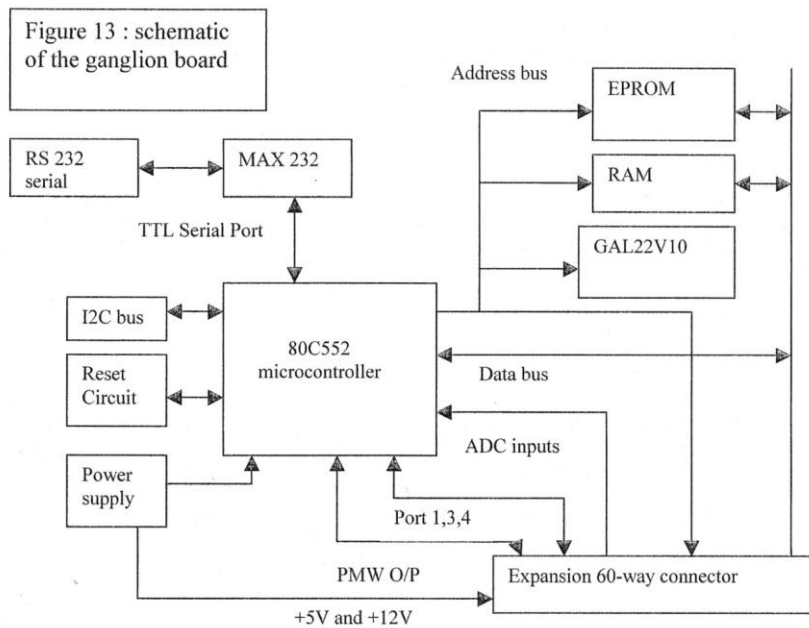 Figure 13 : schematic
of the ganglion board
Address bus
EPROM
RS 232
serial
MAX 232
RAM
TTL Serial Port
GAL22V10
I2C bus
80C552
microcontroller
Reset
Circuit
Data bus
ADC inputs
Power
supply
Port 1,3,4
PMW O/P
Expansion 60-way connector
+5V and +12V